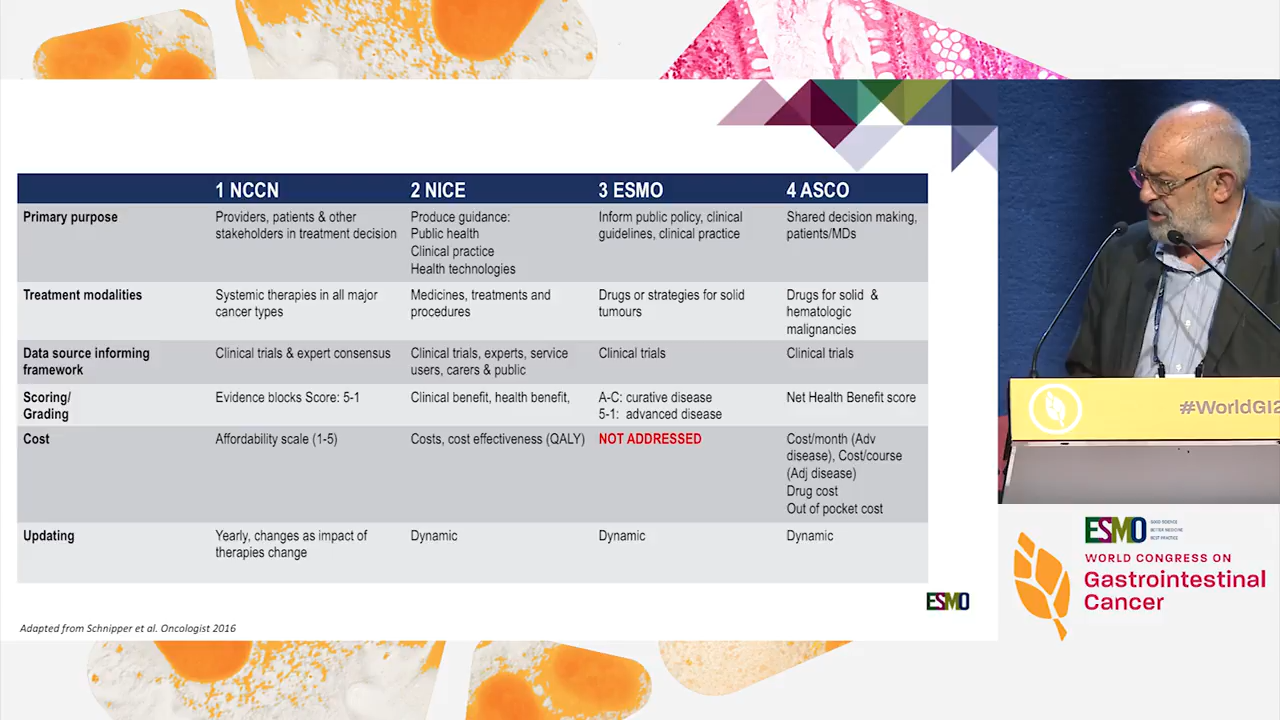 1 NCCN
2 NICE
3 ESMO
4 ASCO
Primary purpose
Providers, patients & other
stakeholders in treatment decision
Produce guidance:
Public health
Clinical practice
Health technologies
Inform public policy, clinical
guidelines, clinical practice
Shared decision making,
patients/MDs
Treatment modalities
Systemic therapies in all major
cancer types
Medicines, treatments and
procedures
Drugs or strategies for solid
tumours
Drugs for solid &
hematologic
malignancies
Data source informing
framework
Clinical trials & expert consensus
Clinical trials, experts, service
users, carers & public
Clinical trials
Clinical trials
Scoring/
Grading
Evidence blocks Score: 5-1
Clinical benefit, health benefit,
A-C: curative disease
5-1: advanced disease
Net Health Benefit score
Cost
Affordability scale (1-5)
Costs, cost effectiveness (QALY)
NOT ADDRESSED
Cost/month (Adv
disease), Cost/course
(Adj disease)
Drug cost
Out of pocket cost
Updating
Yearly, changes as impact of
therapies change
Dynamic
Dynamic
Dynamic
ESMO
Adapted from Schnipper et al. Oncologist 2016
#WorldGI2
ESMO
GOOD SCIENCE
BETTER MEDICINE
BEST PRACTICE
WORLD CONGRESS ON
Gastrointestinal
Cancer